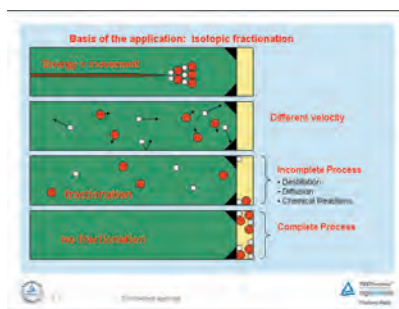 Basis of the application: Isotopic fractionation
Energy = movement
Different velocity
Incomplete Process
• Destillation
• Diffusion
• Chemical Reactions
fractionation
no fractionation
Complete Process